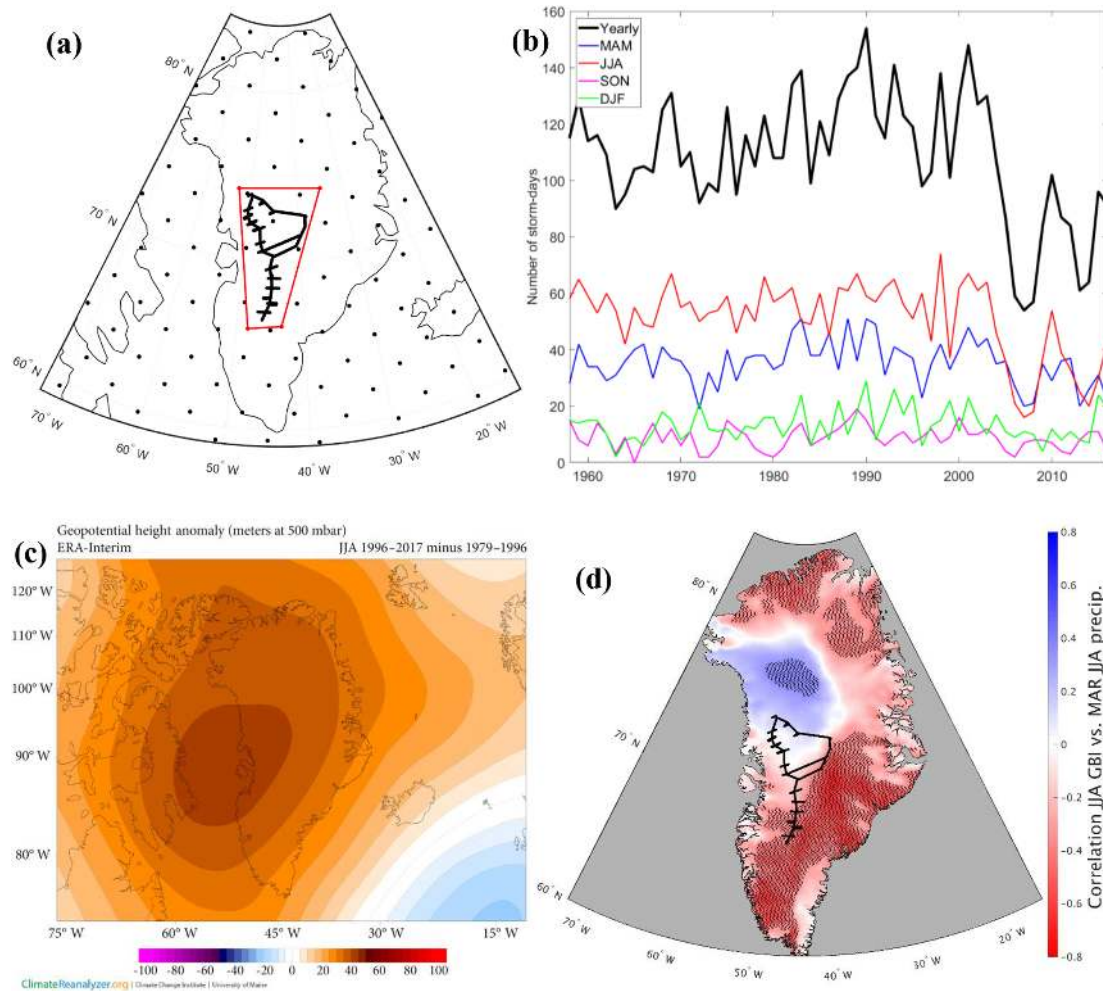 (a)
80° N
70° N
60° N
70° W
60° W
50° W
40° W
30° W
20° W
(b)
Yearly
MAM
JJA
SON
DJF
Number of storm-days
160
140
120
100
80
60
40
20
0
1960
1970
1980
1990
2000
2010
Geopotential height anomaly (meters at 500 mbar)
(c)
ERA-Interim
JJA 1996–2017 minus 1979–1996
120° W
110° W
100° W
90° W
80° W
75° W
60° W
45° W
30° W
15° W
-100 -80 -60 -40 -20 0 20 40 60 80 100
ClimateReanalyzer.org | Climate Change Institute | University of Maine
(d)
80° N
70° N
60° N
70° W
60° W
50° W
40° W
30° W
20° W
0.8
0.6
0.4
0.2
0
-0.2
-0.4
-0.6
-0.8
Correlation JJA GBI vs. MAR JJA precip.